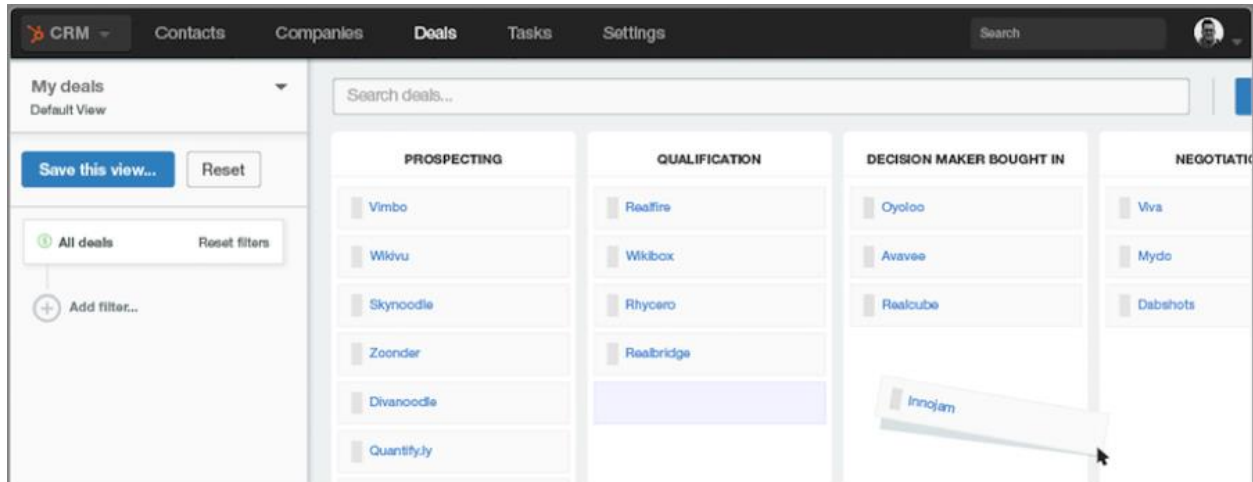 CRM Contacts Companies Deals Tasks Settings Search
My deals
Default View
Search deals...
Save this view... Reset
All deals Reset filters
Add filter...
PROSPECTING
Vimbo
Wikivu
Skynoodle
Zoonder
Divanoodle
Quantify.ly
QUALIFICATION
Realfire
Wikibox
Rhycero
Realbridge
DECISION MAKER BOUGHT IN
Oyoloo
Avavee
Realcube
Innojam
NEGOTIATIO
Viva
Mydo
Dabshots